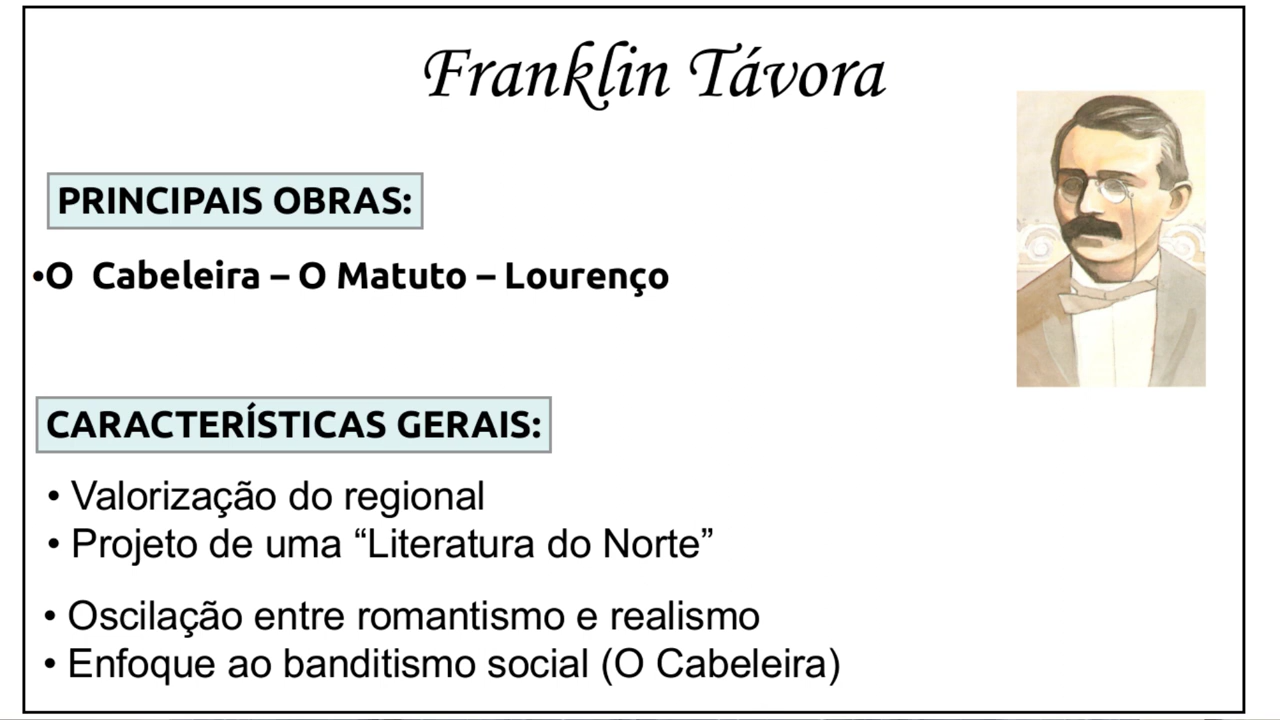 Franklin Távora
PRINCIPAIS OBRAS:
•O Cabeleira – O Matuto – Lourenço
CARACTERÍSTICAS GERAIS:
• Valorização do regional
• Projeto de uma “Literatura do Norte”
• Oscilação entre romantismo e realismo
• Enfoque ao banditismo social (O Cabeleira)